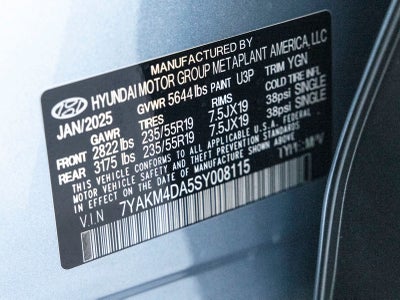 MANUFACTURED BY
HYUNDAI MOTOR GROUP METAPLANT AMERICA, LLC
JAN/2025 GVWR 5644 lbs PAINT U3P TRIM YGN
GAWR TIRES RIMS COLD TIRE INFL
FRONT 2822 lbs 235/55R19 7.5JX19 38psi SINGLE
REAR 3175 lbs 235/55R19 7.5JX19 38psi SINGLE
THIS VEHICLE CONFORMS TO ALL APPLICABLE U.S.A. FEDERAL
MOTOR VEHICLE SAFETY AND THEFT PREVENTION STANDARDS
IN EFFECT ON THE DATE OF MANUFACTURE SHOWN ABOVE.
V.I.N 7YAKM4DA5SY008115 TYPE: MPV